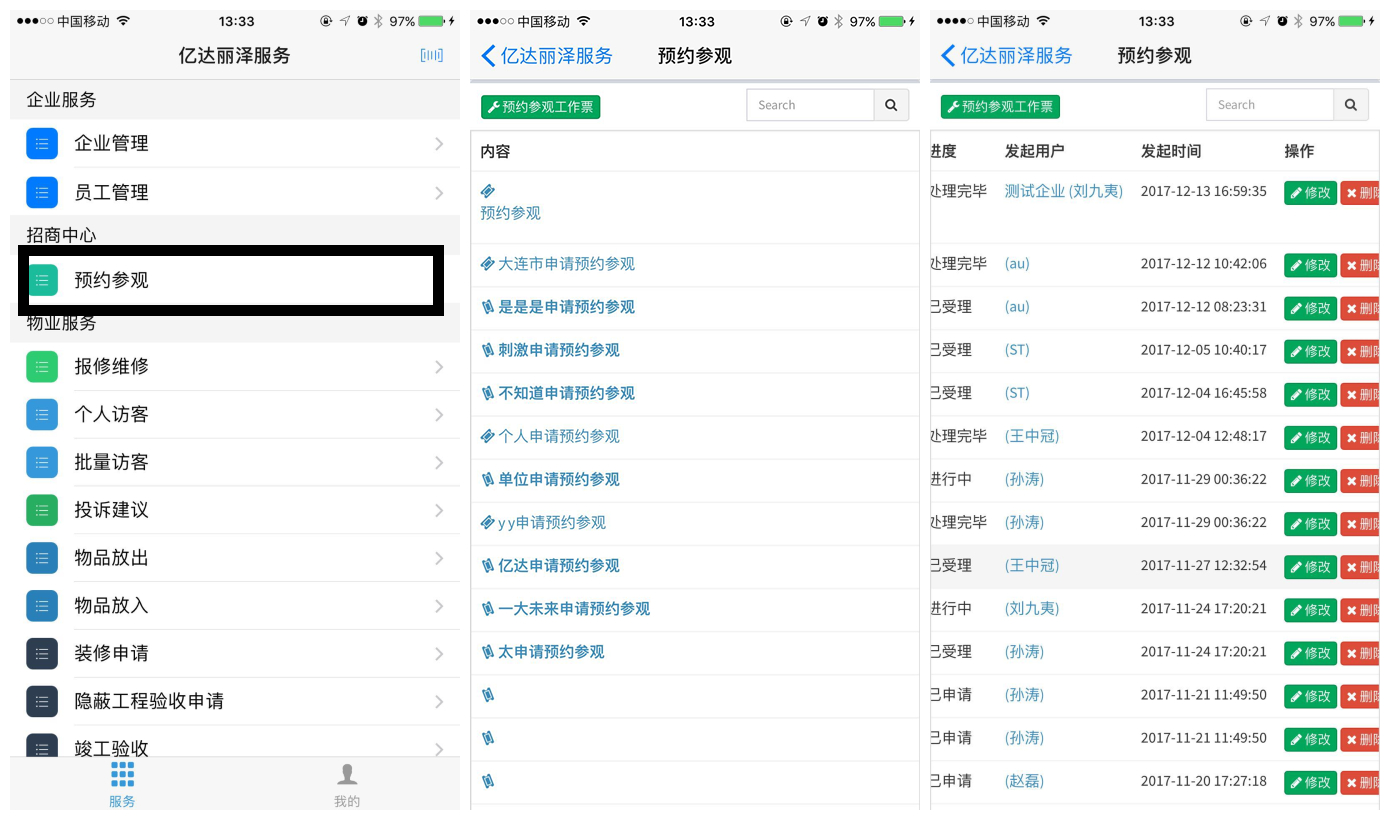 中国移动 13:33 97%
亿达丽泽服务
企业服务
企业管理
员工管理
招商中心
预约参观
物业服务
报修维修
个人访客
批量访客
投诉建议
物品放出
物品放入
装修申请
隐蔽工程验收申请
竣工验收
服务 我的
中国移动 13:33 97%
亿达丽泽服务 预约参观
预约参观工作票 Search
内容
预约参观
大连市申请预约参观
是是是申请预约参观
刺激申请预约参观
不知道申请预约参观
个人申请预约参观
单位申请预约参观
yy申请预约参观
亿达申请预约参观
一大未来申请预约参观
太申请预约参观
中国移动 13:33 97%
亿达丽泽服务 预约参观
预约参观工作票 Search
进度 发起用户 发起时间 操作
处理完毕 测试企业 (刘九夷) 2017-12-13 16:59:35 修改 删除
处理完毕 (au) 2017-12-12 10:42:06 修改 删除
已受理 (au) 2017-12-12 08:23:31 修改 删除
已受理 (ST) 2017-12-05 10:40:17 修改 删除
已受理 (ST) 2017-12-04 16:45:58 修改 删除
处理完毕 (王中冠) 2017-12-04 12:48:17 修改 删除
进行中 (孙涛) 2017-11-29 00:36:22 修改 删除
处理完毕 (孙涛) 2017-11-29 00:36:22 修改 删除
已受理 (王中冠) 2017-11-27 12:32:54 修改 删除
进行中 (刘九夷) 2017-11-24 17:20:21 修改 删除
已受理 (孙涛) 2017-11-24 17:20:21 修改 删除
已申请 (孙涛) 2017-11-21 11:49:50 修改 删除
已申请 (孙涛) 2017-11-21 11:49:50 修改 删除
已申请 (赵磊) 2017-11-20 17:27:18 修改 删除